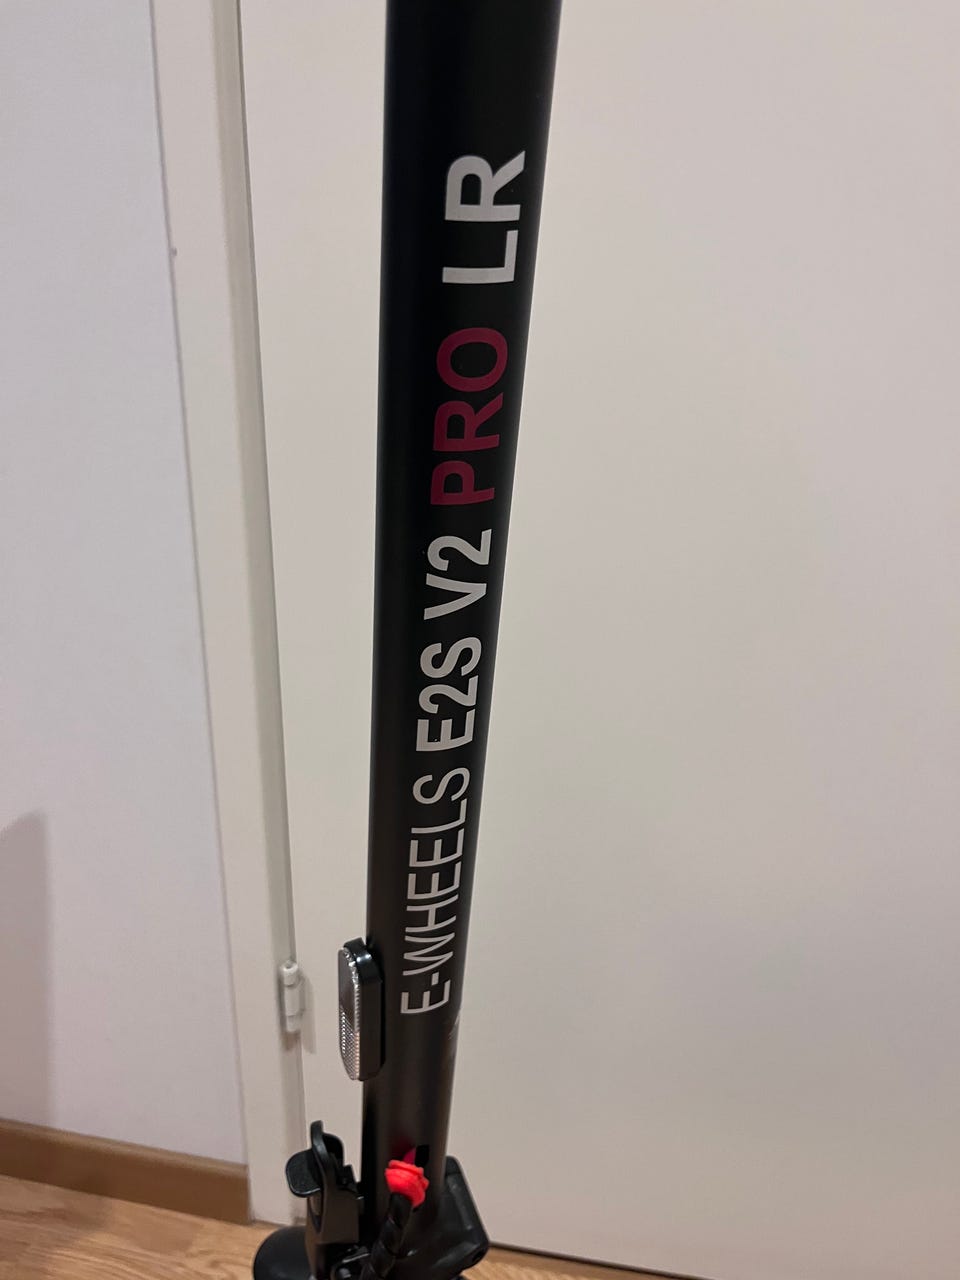 E-WHEELS E2S V2 PRO LR